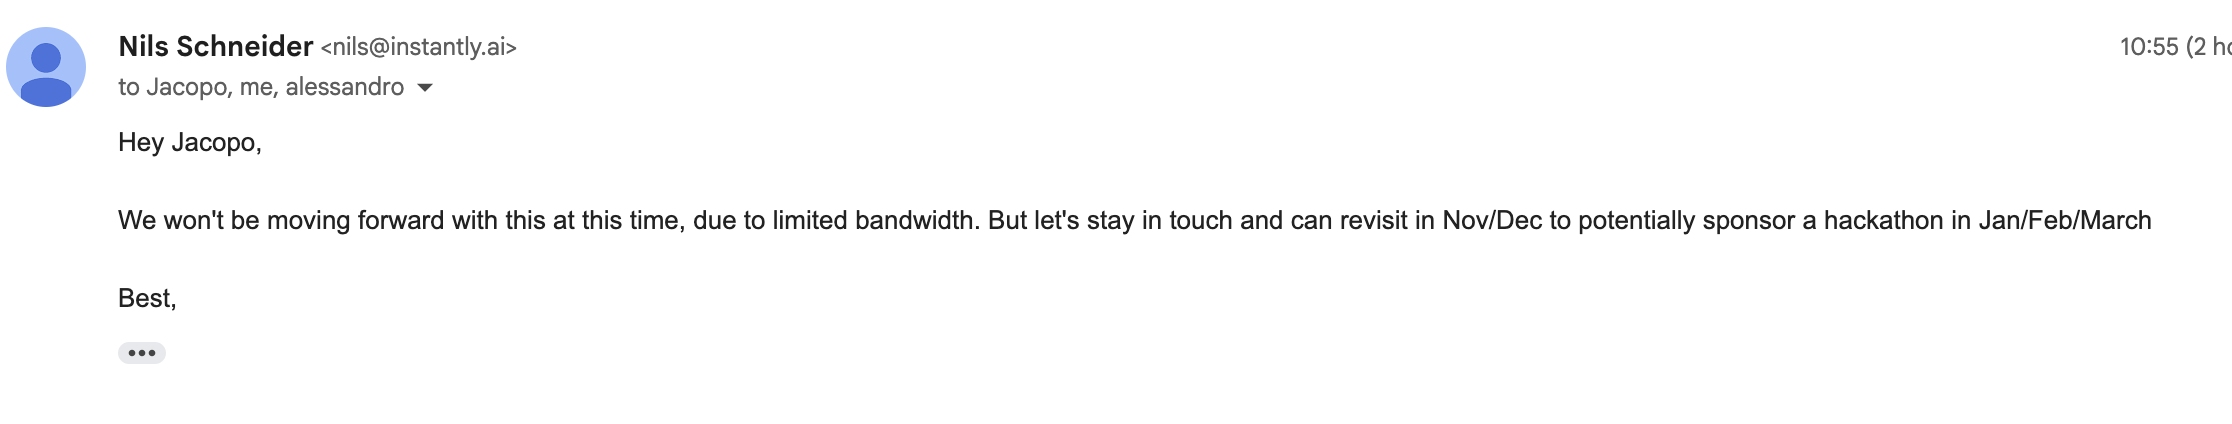 Nils Schneider <nils@instantly.ai>
10:55 (2 
to Jacopo, me, alessandro
Hey Jacopo,
We won't be moving forward with this at this time, due to limited bandwidth. But let's stay in touch and can revisit in Nov/Dec to potentially sponsor a hackathon in Jan/Feb/March
Best,